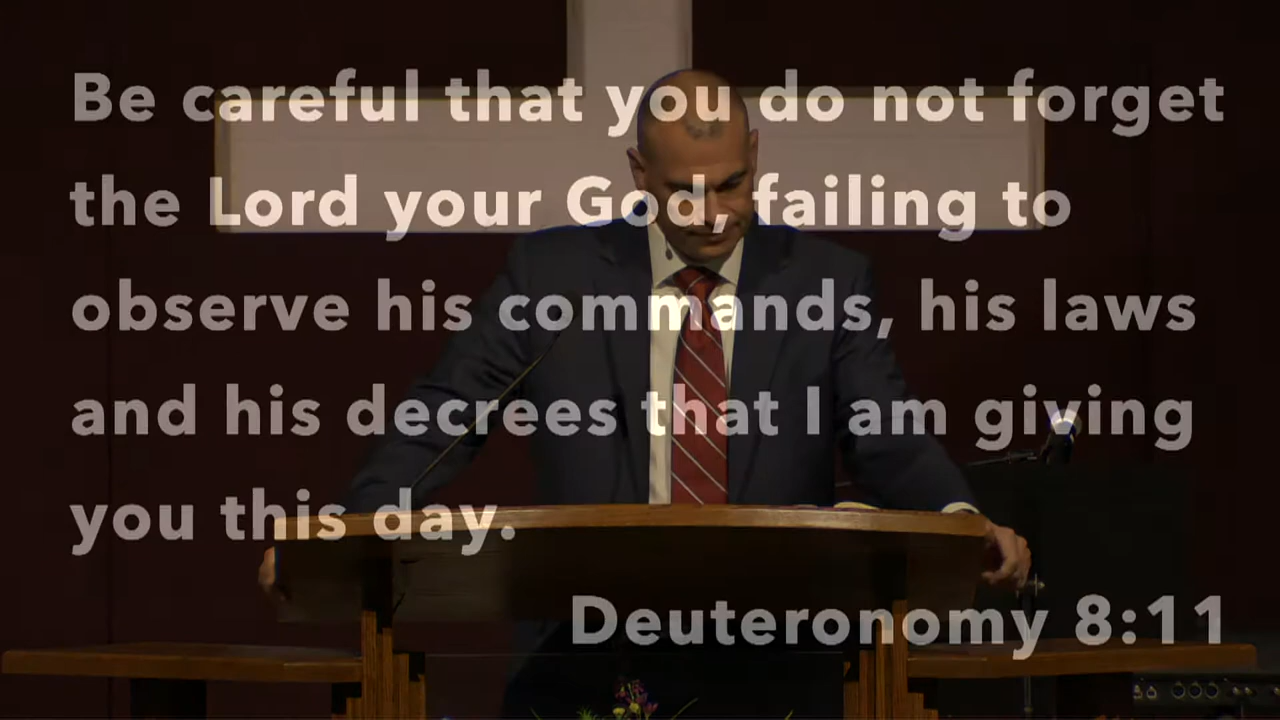 Be careful that you do not forget
the Lord your God, failing to
observe his commands, his laws
and his decrees that I am giving
you this day.
Deuteronomy 8:11